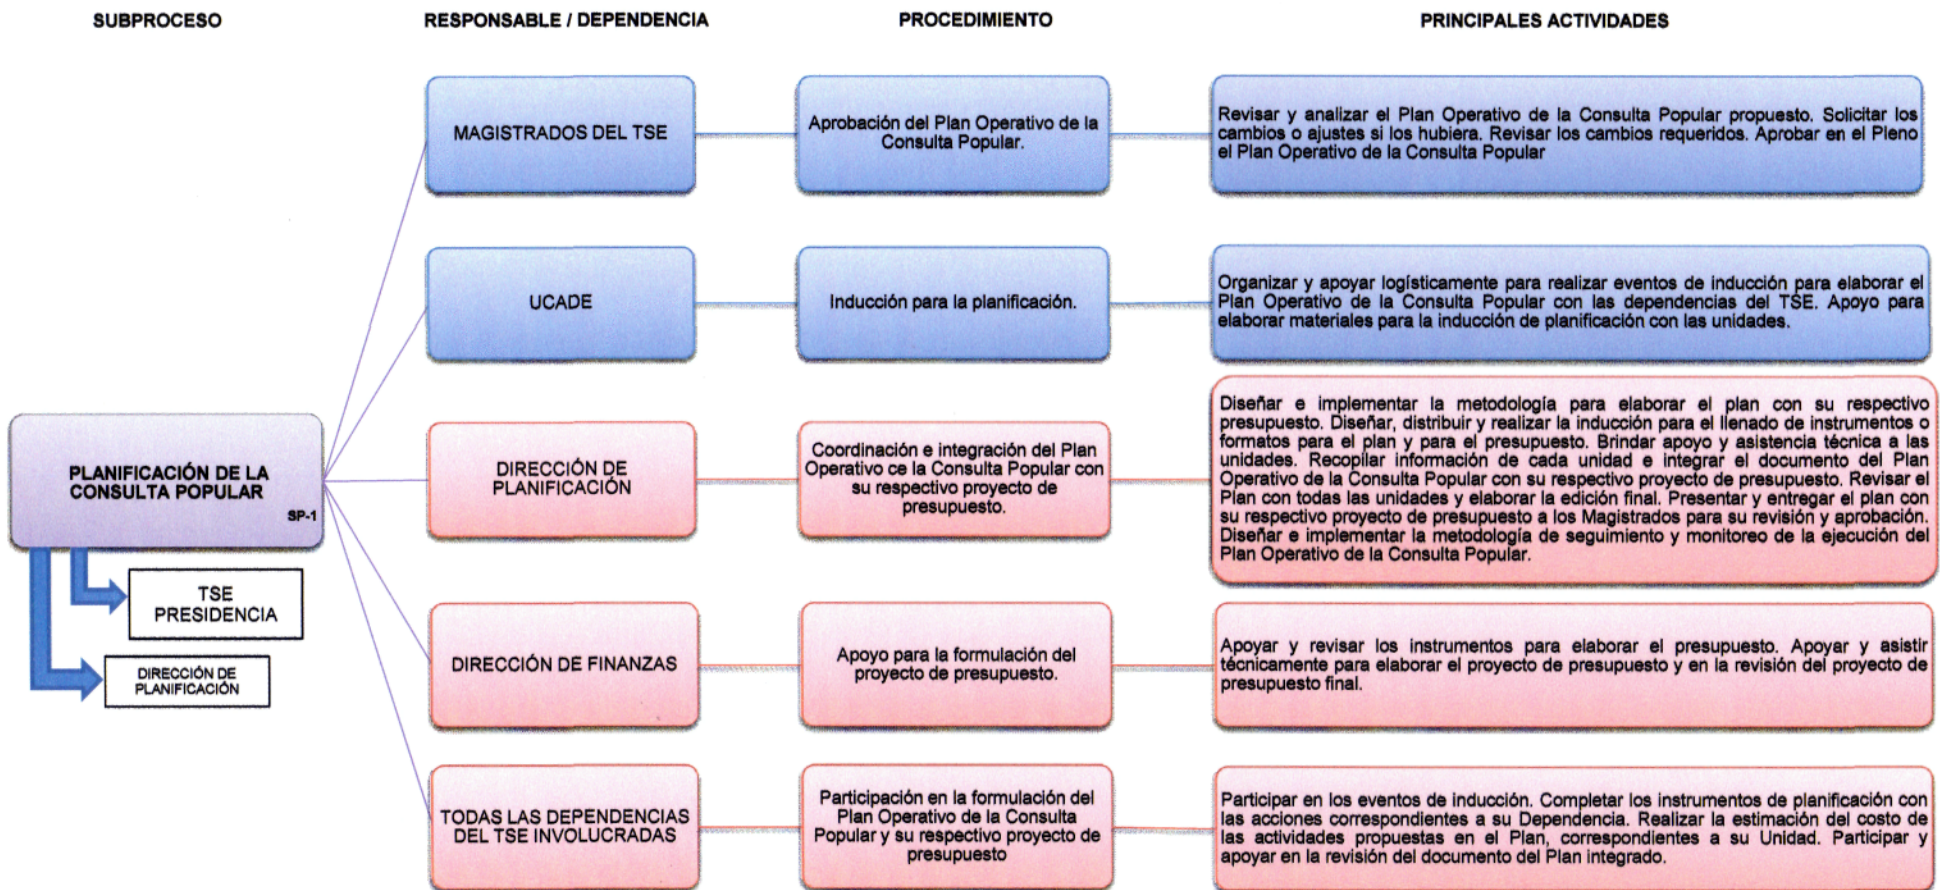 SUBPROCESO
RESPONSABLE / DEPENDENCIA
PROCEDIMIENTO
PRINCIPALES ACTIVIDADES
MAGISTRADOS DEL TSE
Aprobación del Plan Operativo de la
Consulta Popular.
Revisar y analizar el Plan Operativo de la Consulta Popular propuesto. Solicitar los
cambios o ajustes si los hubiera. Revisar los cambios requeridos. Aprobar en el Pleno
el Plan Operativo de la Consulta Popular
UCADE
Inducción para la planificación.
Organizar y apoyar logísticamente para realizar eventos de inducción para elaborar el
Plan Operativo de la Consulta Popular con las dependencias del TSE. Apoyo para
elaborar materiales para la inducción de planificación con las unidades.
PLANIFICACIÓN DE LA
CONSULTA POPULAR
SP-1
TSE
PRESIDENCIA
DIRECCIÓN DE
PLANIFICACIÓN
DIRECCIÓN DE
PLANIFICACIÓN
Coordinación e integración del Plan
Operativo ce la Consulta Popular con
su respectivo proyecto de
presupuesto.
Diseñar e implementar la metodología para elaborar el plan con su respectivo
presupuesto. Diseñar, distribuir y realizar la inducción para el llenado de instrumentos o
formatos para el plan y para el presupuesto. Brindar apoyo y asistencia técnica a las
unidades. Recopilar información de cada unidad e integrar el documento del Plan
Operativo de la Consulta Popular con su respectivo proyecto de presupuesto. Revisar el
Plan con todas las unidades y elaborar la edición final. Presentar y entregar el plan con
su respectivo proyecto de presupuesto a los Magistrados para su revisión y aprobación.
Diseñar e implementar la metodología de seguimiento y monitoreo de la ejecución del
Plan Operativo de la Consulta Popular.
DIRECCIÓN DE FINANZAS
Apoyo para la formulación del
proyecto de presupuesto.
Apoyar y revisar los instrumentos para elaborar el presupuesto. Apoyar y asistir
técnicamente para elaborar el proyecto de presupuesto y en la revisión del proyecto de
presupuesto final.
TODAS LAS DEPENDENCIAS
DEL TSE INVOLUCRADAS
Participación en la formulación del
Plan Operativo de la Consulta
Popular y su respectivo proyecto de
presupuesto
Participar en los eventos de inducción. Completar los instrumentos de planificación con
las acciones correspondientes a su Dependencia. Realizar la estimación del costo de
las actividades propuestas en el Plan, correspondientes a su Unidad. Participar y
apoyar en la revisión del documento del Plan integrado.